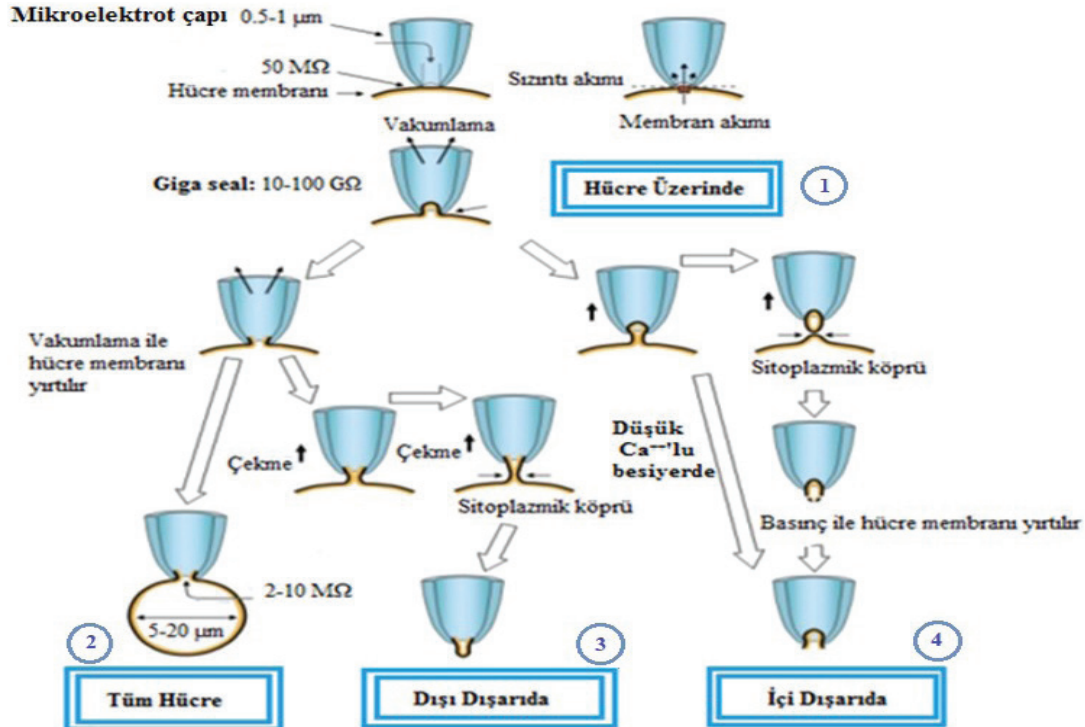 Mikroelektrot çapı 0.5-1 µm
50 MΩ
Hücre membranı
Sızıntı akımı
Membran akımı
Vakumlama
Giga seal: 10-100 GΩ
Hücre Üzerinde
1
Vakumlama ile
hücre membranı
yırtılır
Sitoplazmik köprü
Çekme
Çekme
Düşük
Ca⁻⁻'lu
besiyerde
Sitoplazmik köprü
Basınç ile hücre membranı yırtılır
2-10 MΩ
5-20 µm
2
3
4
Tüm Hücre
Dışı Dışarıda
İçi Dışarıda